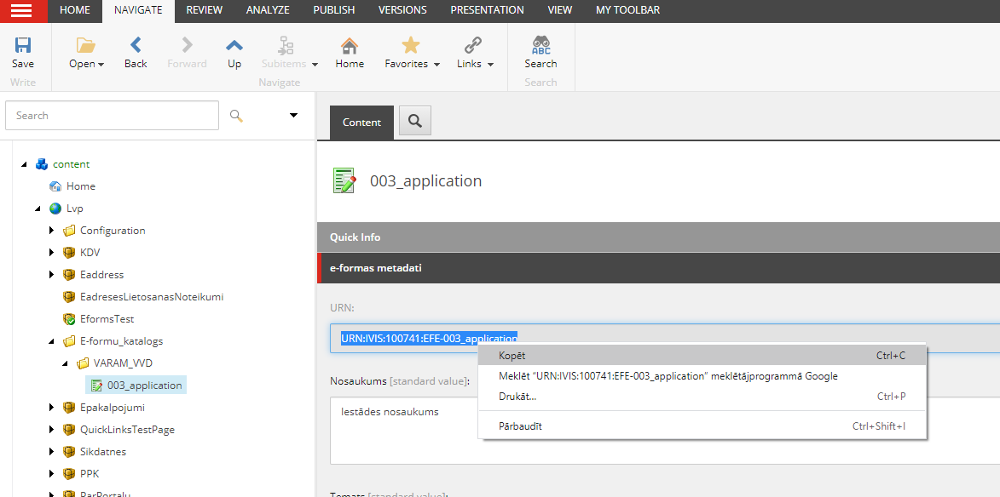 HOME NAVIGATE REVIEW ANALYZE PUBLISH VERSIONS PRESENTATION VIEW MY TOOLBAR
ABC
Save Open Back Forward Up Subitems Home Favorites Links Search
Write Navigate Search
Search
Content
content
Home
Lvp
Configuration
KDV
Eaddress
EadresesLietosanasNoteikumi
EformsTest
E-formu_katalogs
VARAM_VVD
003_application
Epakalpojumi
QuickLinksTestPage
Sikdatnes
PPK
ParPortalu
003_application
Quick Info
e-formas metadati
URN:
URN:IVIS:100741:EFE-003_application
Kopēt Ctrl+C
Meklēt “URN:IVIS:100741:EFE-003_application” meklētājprogrammā Google
Drukāt... Ctrl+P
Pārbaudīt Ctrl+Shift+I
Nosaukums [standard value]:
Iestādes nosaukums
Temats [standard value]: